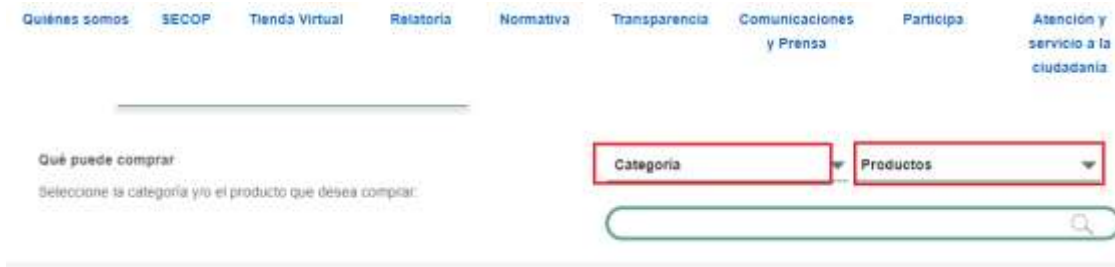 Quiénes somos SECOP Tienda Virtual Relatoría Normativa Transparencia Comunicaciones y Prensa Participa Atención y servicio a la ciudadanía
Qué puede comprar
Seleccione la categoría y/o el producto que desea comprar:
Categoría Productos